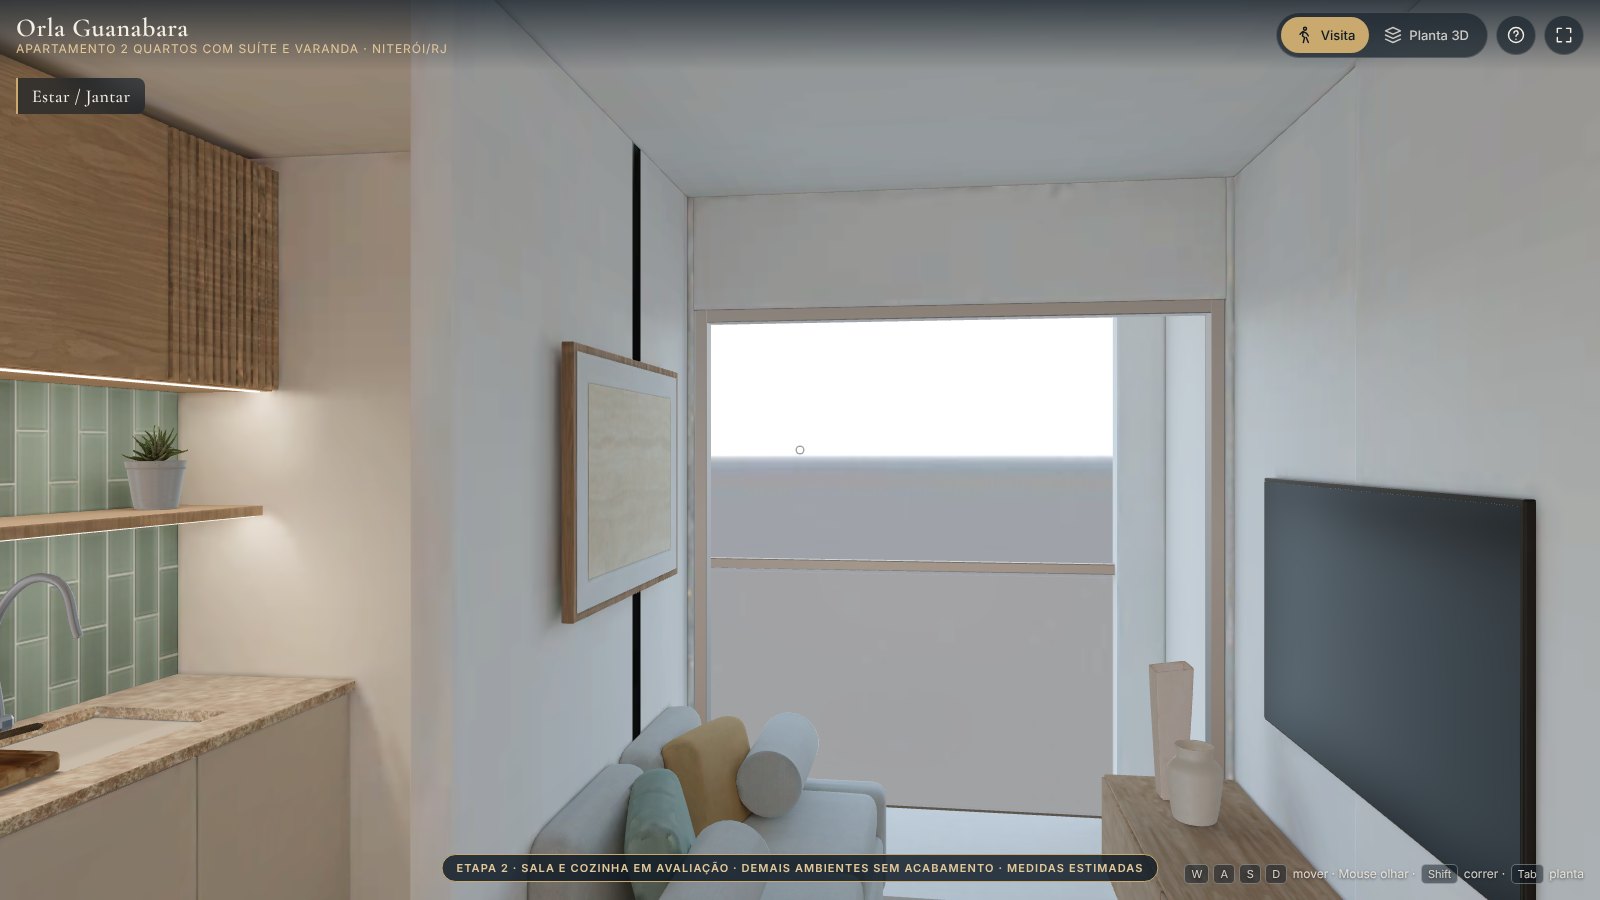 Orla Guanabara
APARTAMENTO 2 QUARTOS COM SUÍTE E VARANDA · NITERÓI/RJ
Visita
Planta 3D
Estar / Jantar
ETAPA 2 · SALA E COZINHA EM AVALIAÇÃO · DEMAIS AMBIENTES SEM ACABAMENTO · MEDIDAS ESTIMADAS
W A S D mover · Mouse olhar · Shift correr · Tab planta